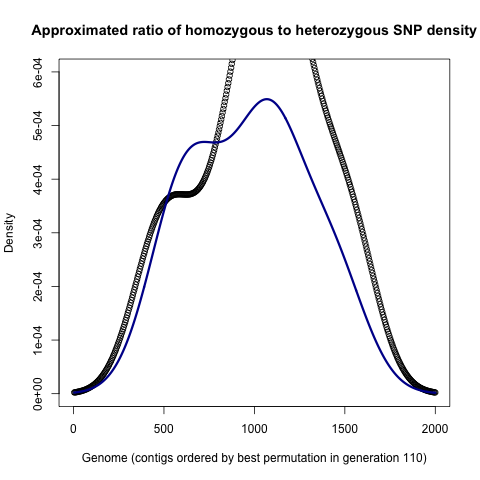 Approximated ratio of homozygous to heterozygous SNP density
Density
6e-04
5e-04
4e-04
3e-04
2e-04
1e-04
0e+00
0
500
1000
1500
2000
Genome (contigs ordered by best permutation in generation 110)